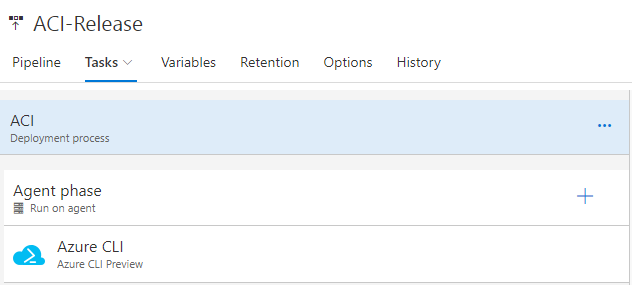 ACI-Release
Pipeline Tasks Variables Retention Options History
ACI
Deployment process
Agent phase
Run on agent
Azure CLI
Azure CLI Preview